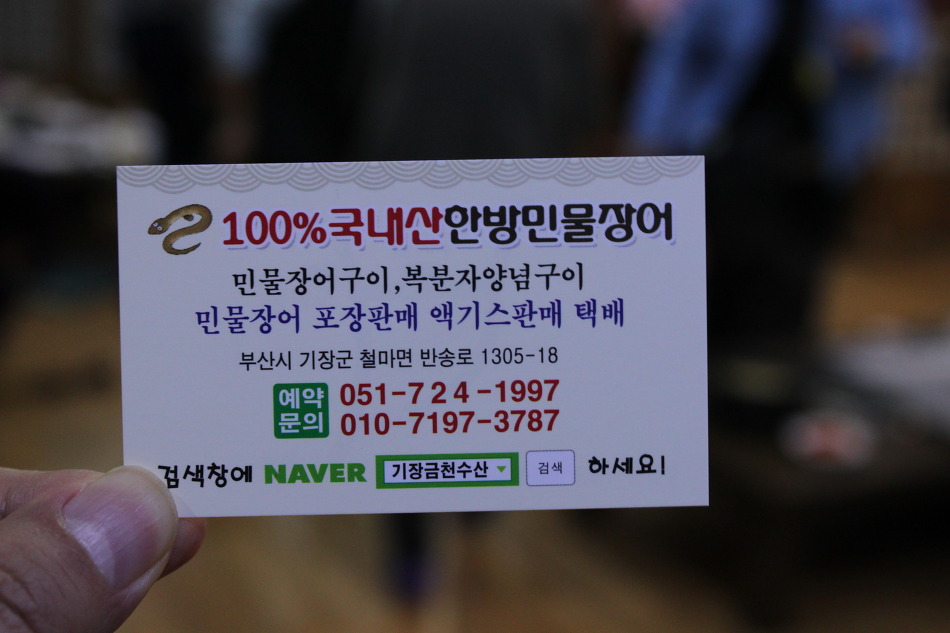 100%국내산한방민물장어
민물장어구이,복분자양념구이
민물장어 포장판매 액기스판매 택배
부산시 기장군 철마면 반송로 1305-18
예약문의 051-724-1997
010-7197-3787
검색창에 NAVER 기장금천수산 검색 하세요!